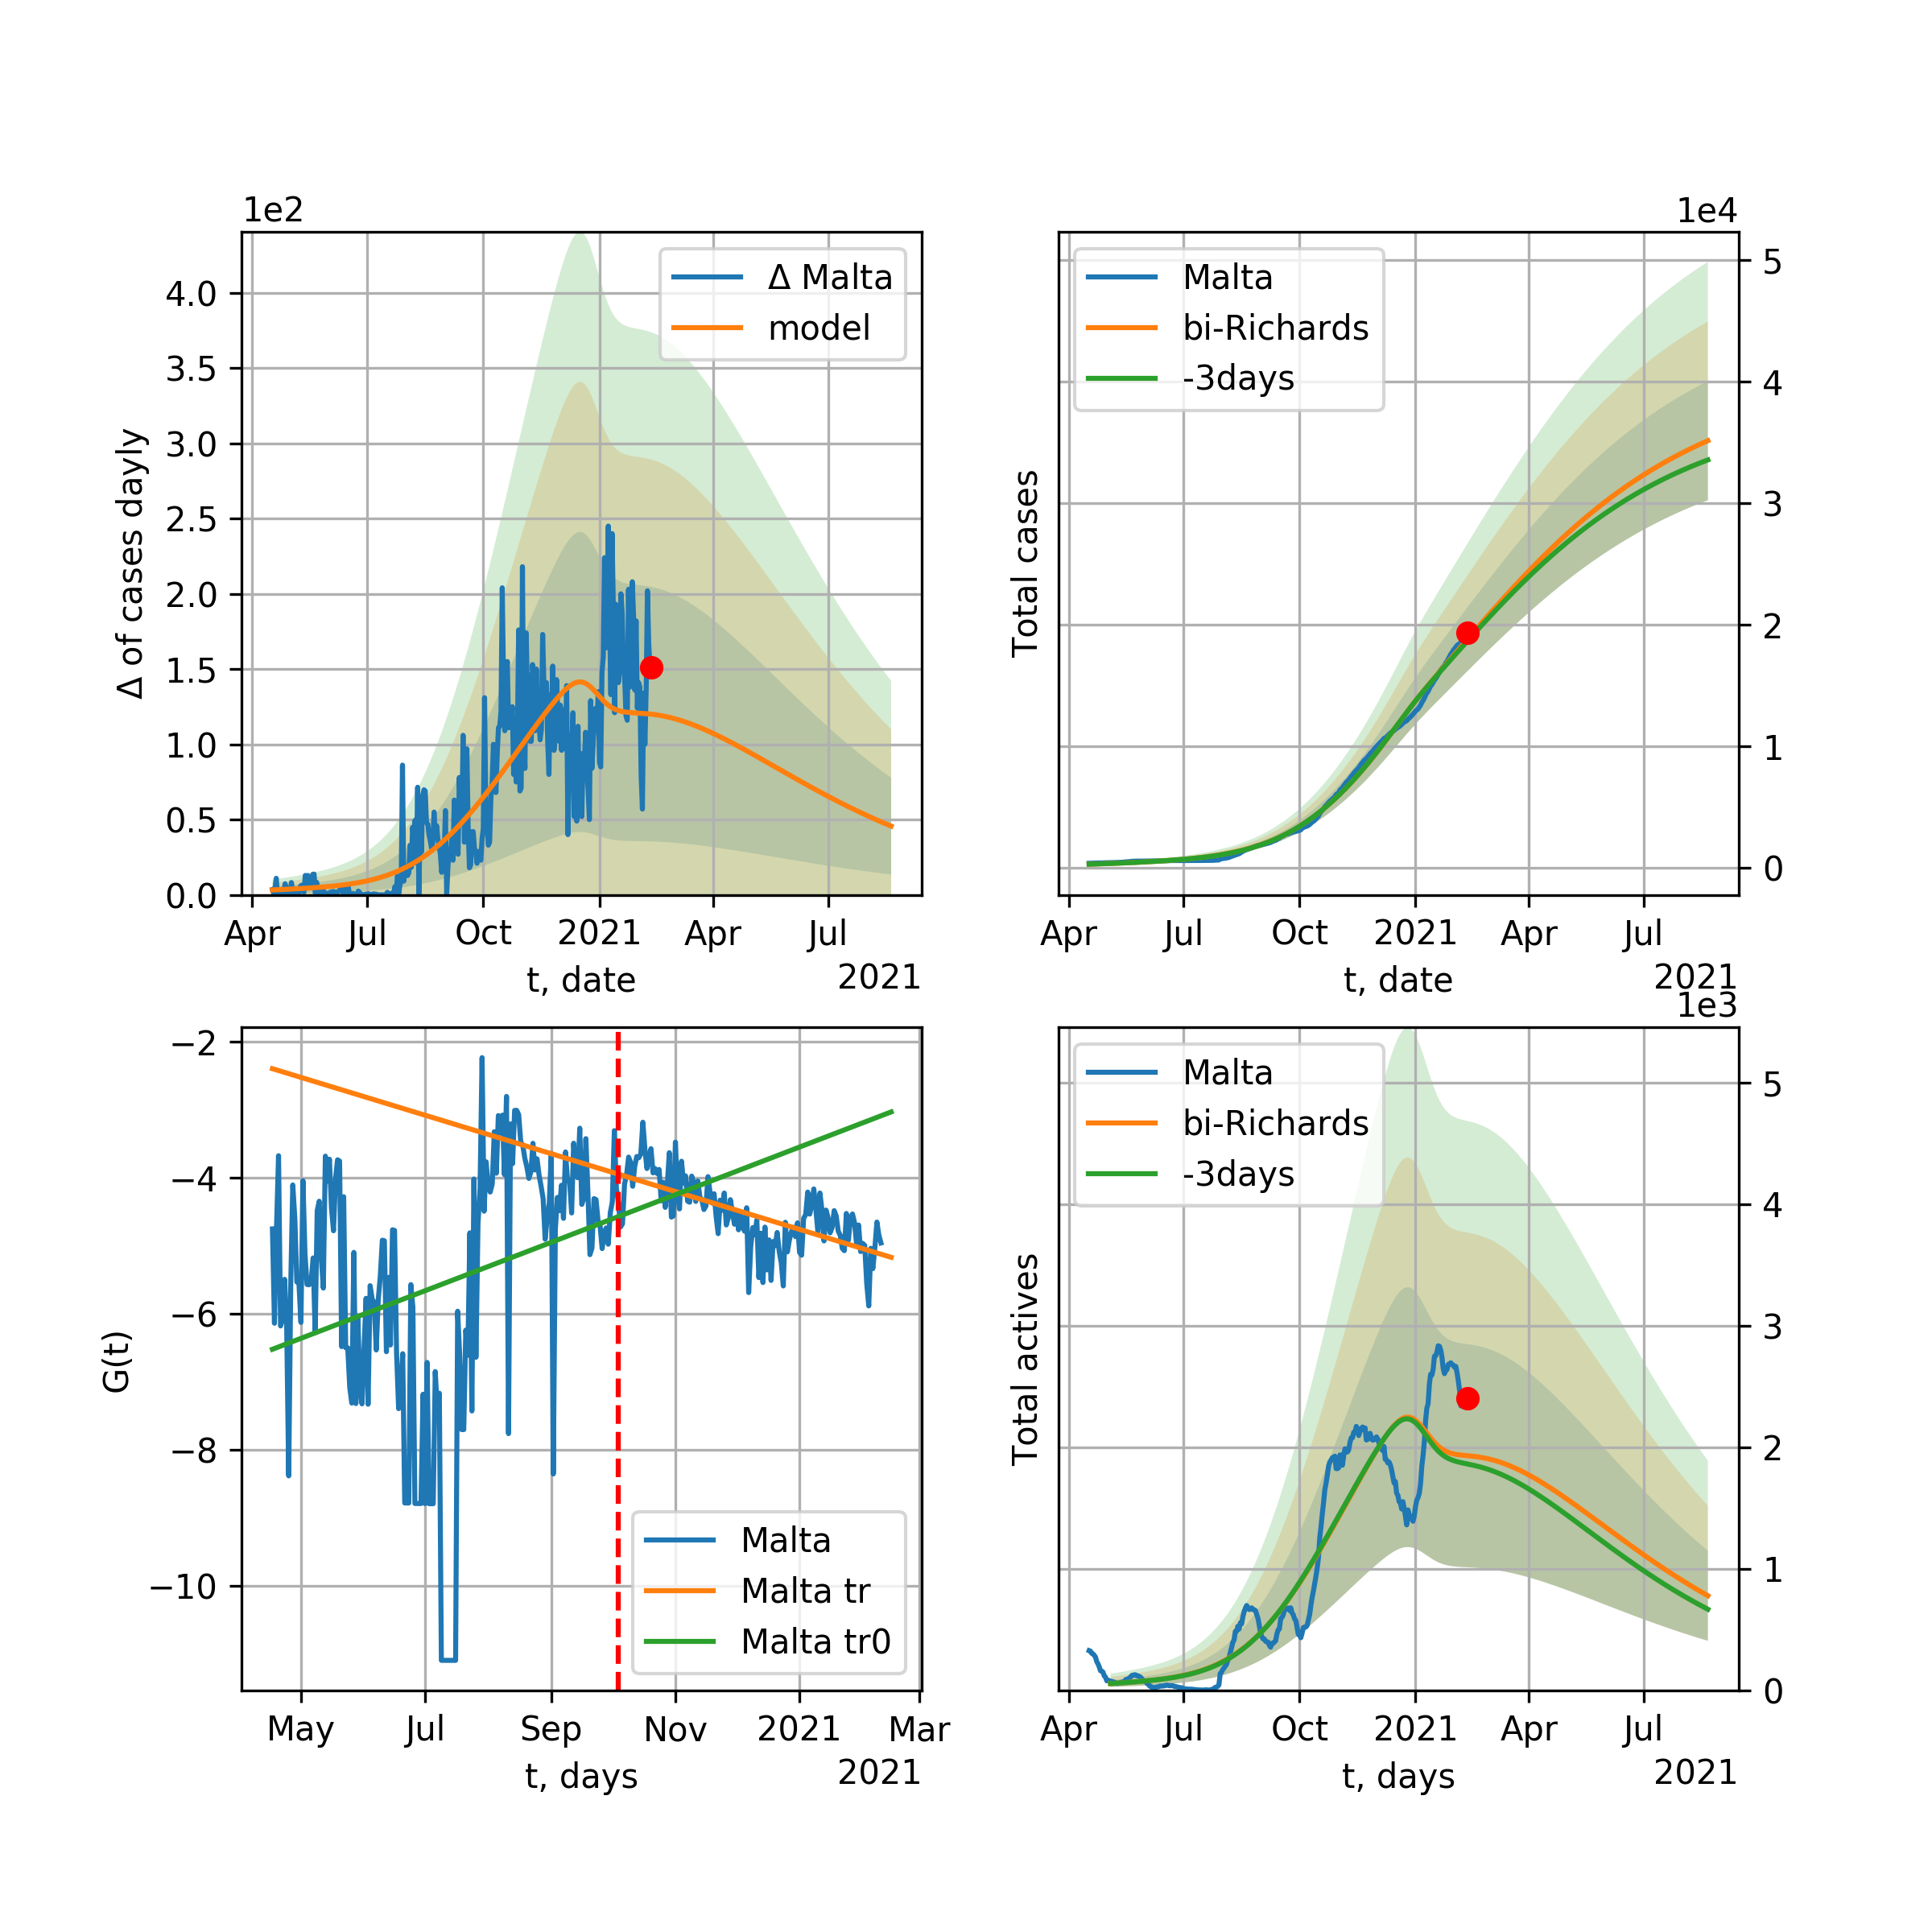 1e2
Δ of cases dayly
4.0
3.5
3.0
2.5
2.0
1.5
1.0
0.5
0.0
Δ Malta
model
Apr Jul Oct 2021 Apr Jul
t, date
2021
1e4
Total cases
Malta
bi-Richards
-3days
5
4
3
2
1
0
Apr Jul Oct 2021 Apr Jul
t, date
2021
G(t)
−2
−4
−6
−8
−10
Malta
Malta tr
Malta tr0
May Jul Sep Nov 2021 Mar
t, days
2021
1e3
Total actives
Malta
bi-Richards
-3days
5
4
3
2
1
0
Apr Jul Oct 2021 Apr Jul
t, days
2021